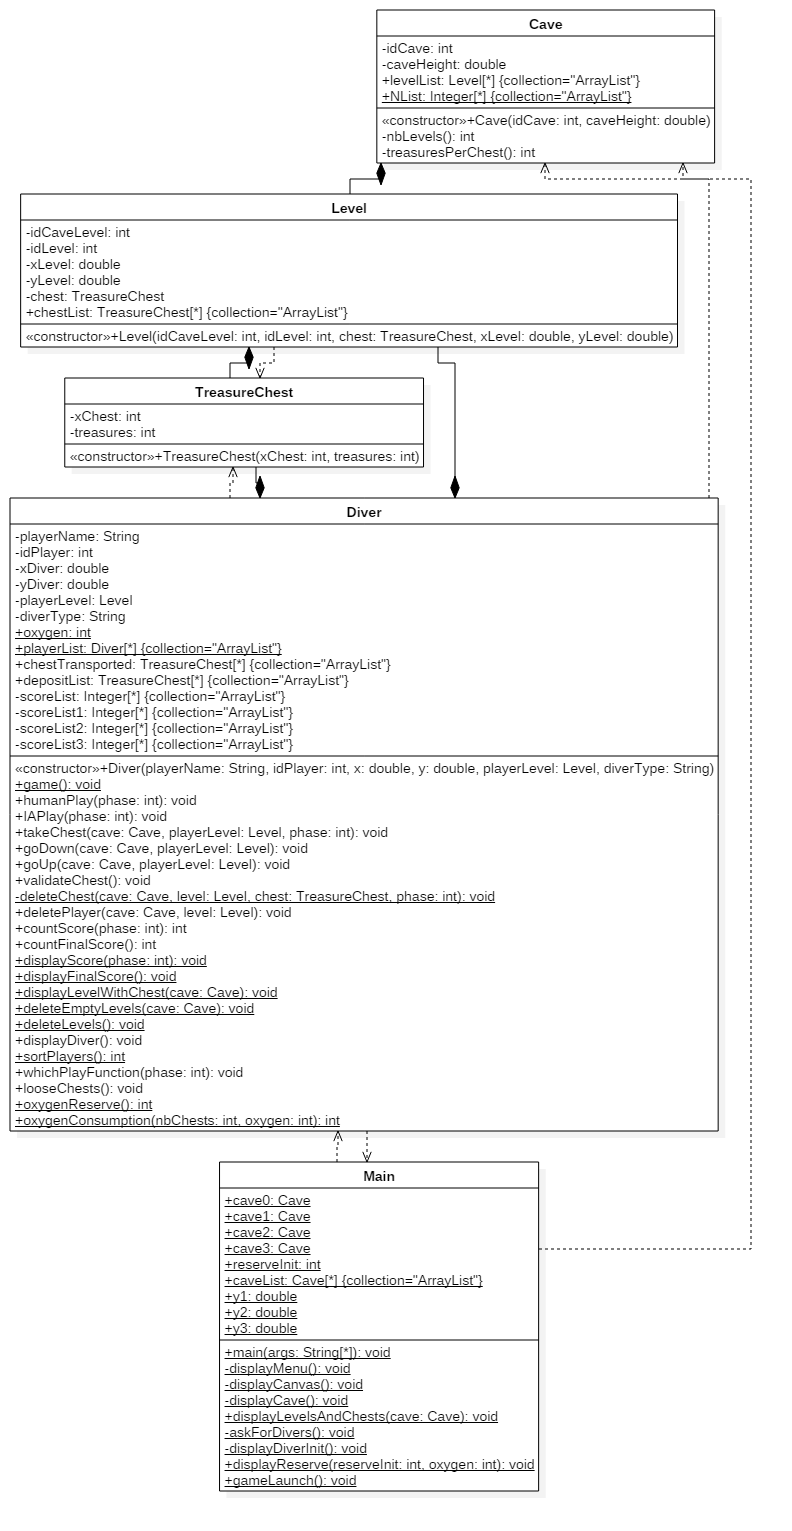 Cave
-idCave: int
-caveHeight: double
+levelList: Level[*] {collection="ArrayList"}
+NList: Integer[*] {collection="ArrayList"}
«constructor»+Cave(idCave: int, caveHeight: double)
-nbLevels(): int
-treasuresPerChest(): int
Level
-idCaveLevel: int
-idLevel: int
-xLevel: double
-yLevel: double
-chest: TreasureChest
+chestList: TreasureChest[*] {collection="ArrayList"}
«constructor»+Level(idCaveLevel: int, idLevel: int, chest: TreasureChest, xLevel: double, yLevel: double)
TreasureChest
-xChest: int
-treasures: int
«constructor»+TreasureChest(xChest: int, treasures: int)
Diver
-playerName: String
-idPlayer: int
-xDiver: double
-yDiver: double
-playerLevel: Level
-diverType: String
+oxygen: int
+playerList: Diver[*] {collection="ArrayList"}
+chestTransported: TreasureChest[*] {collection="ArrayList"}
+depositList: TreasureChest[*] {collection="ArrayList"}
-scoreList: Integer[*] {collection="ArrayList"}
-scoreList1: Integer[*] {collection="ArrayList"}
-scoreList2: Integer[*] {collection="ArrayList"}
-scoreList3: Integer[*] {collection="ArrayList"}
«constructor»+Diver(playerName: String, idPlayer: int, x: double, y: double, playerLevel: Level, diverType: String)
+game(): void
+humanPlay(phase: int): void
+IAPlay(phase: int): void
+takeChest(cave: Cave, playerLevel: Level, phase: int): void
+goDown(cave: Cave, playerLevel: Level): void
+goUp(cave: Cave, playerLevel: Level): void
+validateChest(): void
-deleteChest(cave: Cave, level: Level, chest: TreasureChest, phase: int): void
+deletePlayer(cave: Cave, level: Level): void
+countScore(phase: int): int
+countFinalScore(): int
+displayScore(phase: int): void
+displayFinalScore(): void
+displayLevelWithChest(cave: Cave): void
+deleteEmptyLevels(cave: Cave): void
+deleteLevels(): void
+displayDiver(): void
+sortPlayers(): int
+whichPlayFunction(phase: int): void
+looseChests(): void
+oxygenReserve(): int
+oxygenConsumption(nbChests: int, oxygen: int): int
Main
+cave0: Cave
+cave1: Cave
+cave2: Cave
+cave3: Cave
+reserveInit: int
+caveList: Cave[*] {collection="ArrayList"}
+y1: double
+y2: double
+y3: double
+main(args: String[*]): void
-displayMenu(): void
-displayCanvas(): void
-displayCave(): void
+displayLevelsAndChests(cave: Cave): void
-askForDivers(): void
-displayDiverInit(): void
+displayReserve(reserveInit: int, oxygen: int): void
+gameLaunch(): void